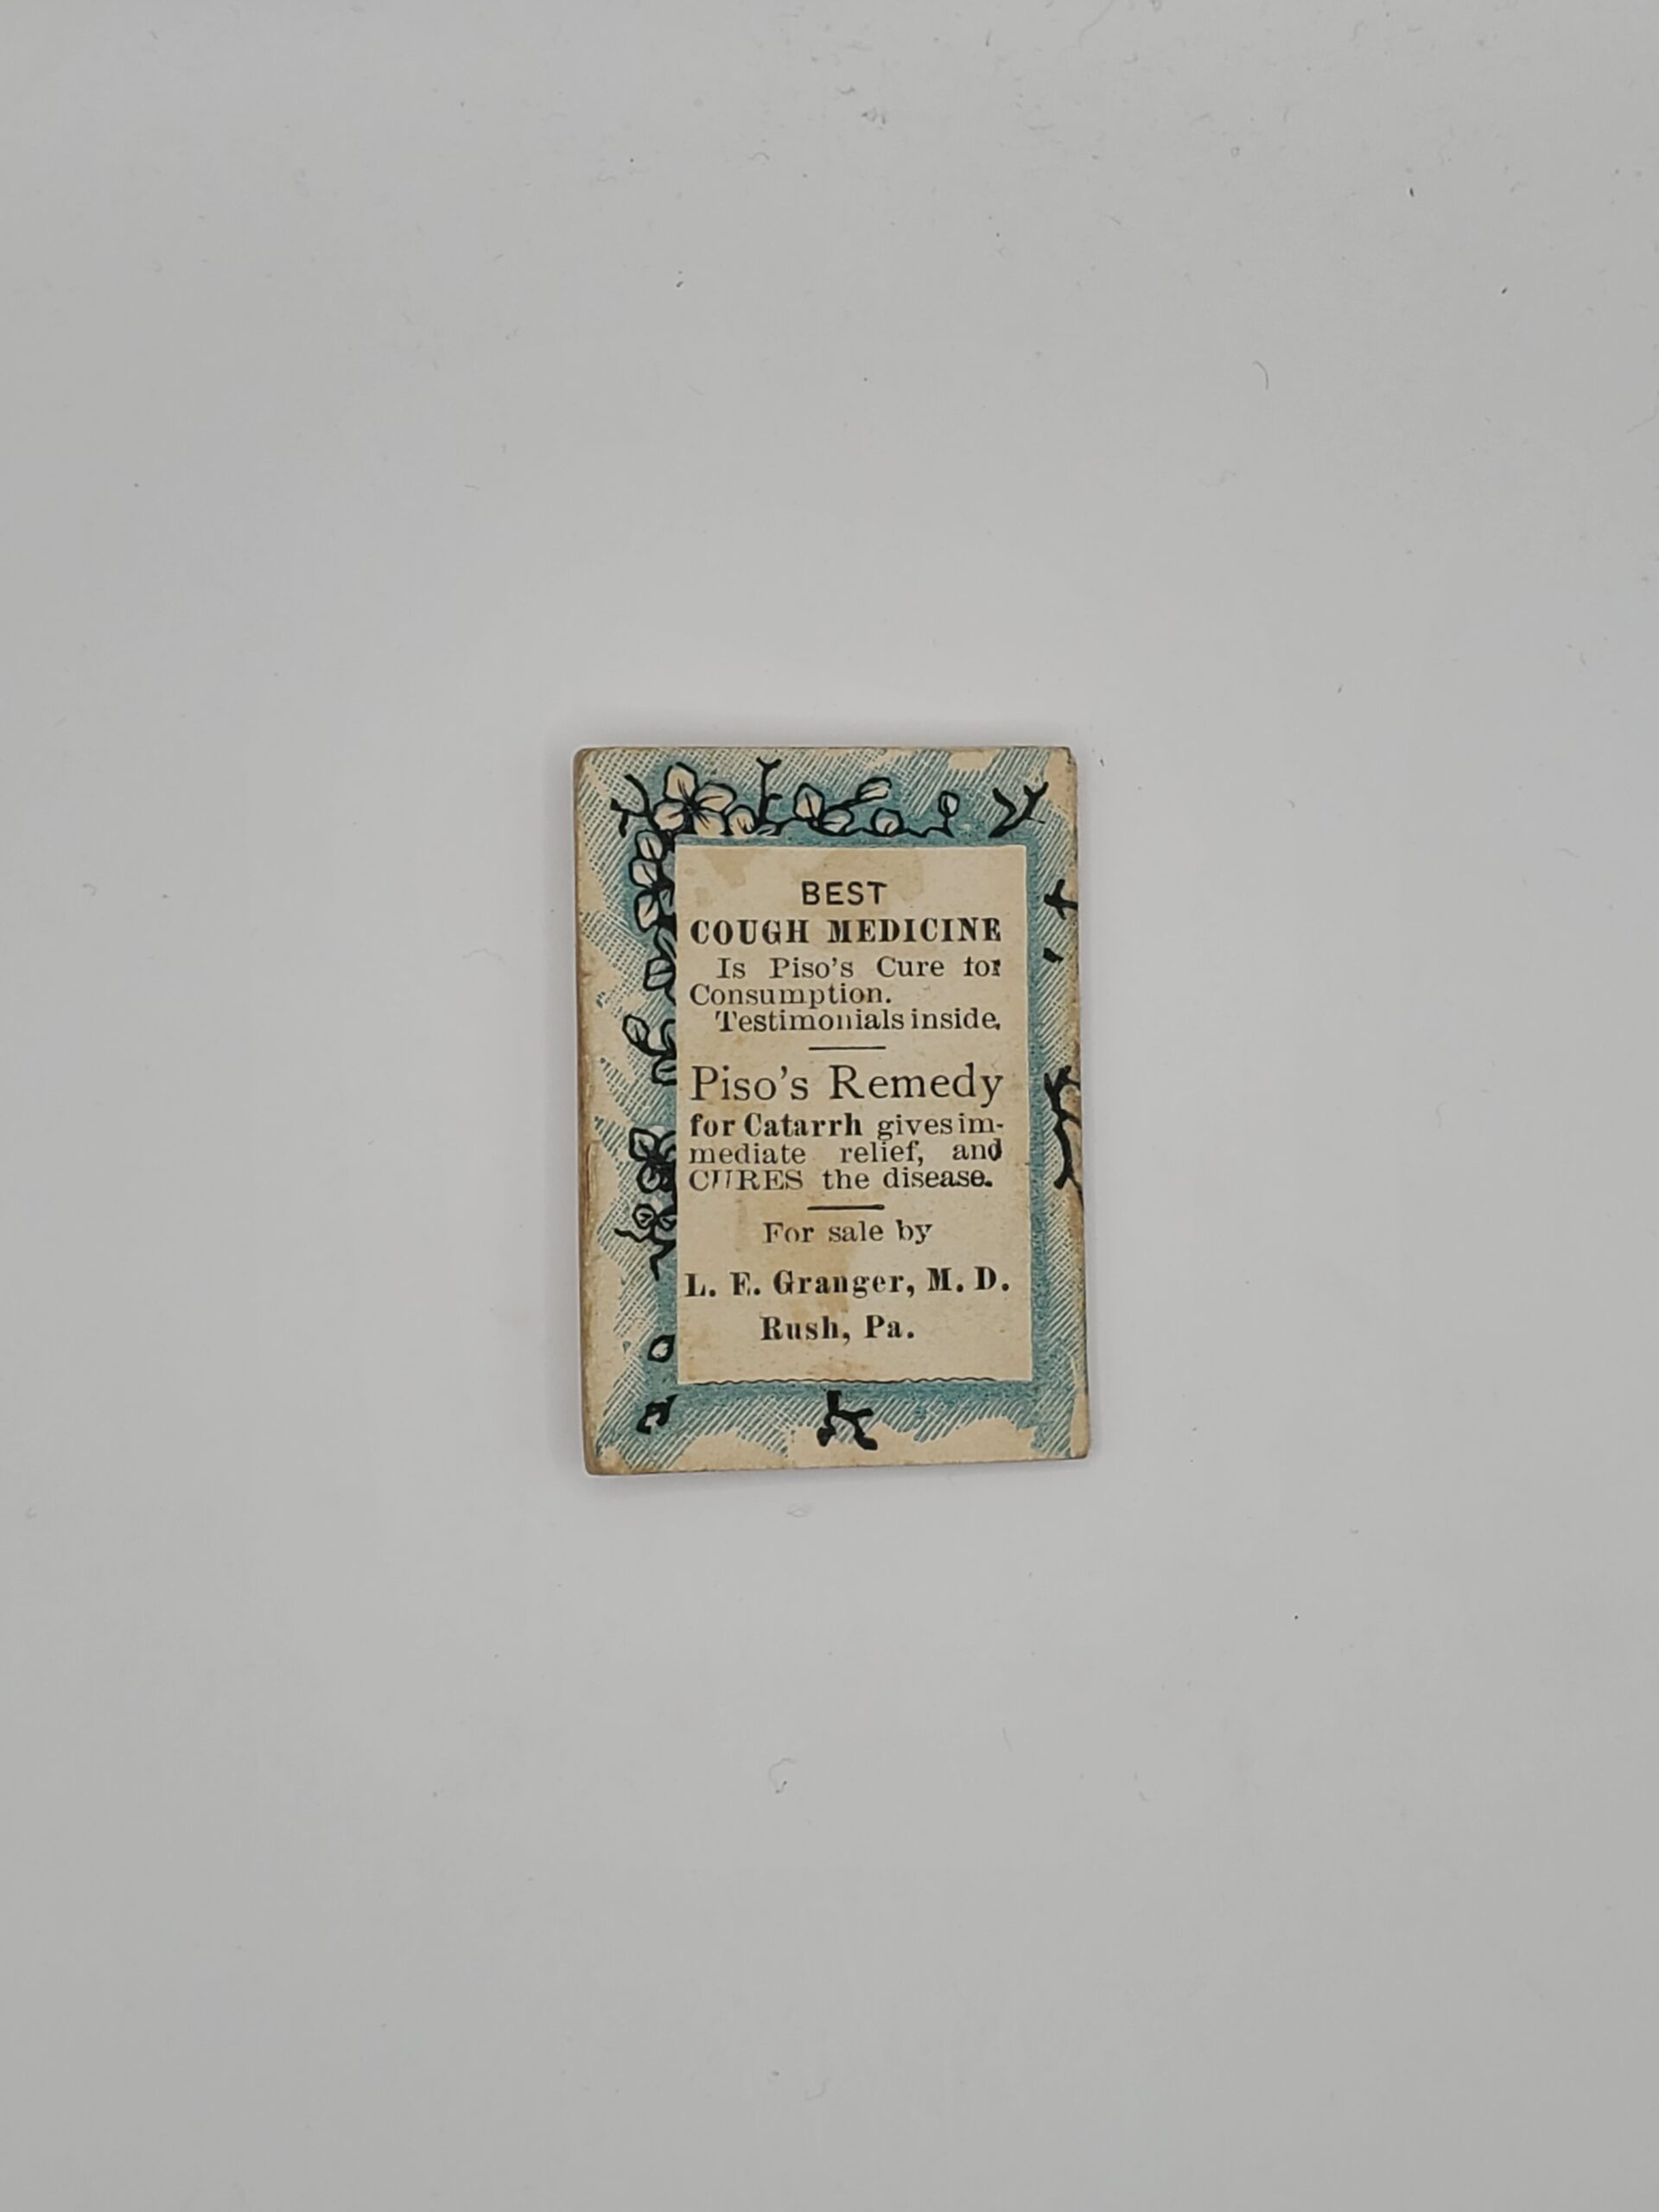 BEST
COUGH MEDICINE
Is Piso's Cure for
Consumption.
Testimonials inside.
Piso's Remedy
for Catarrh gives im-
mediate relief, and
CURES the disease.
For sale by
L. E. Granger, M. D.
Rush, Pa.